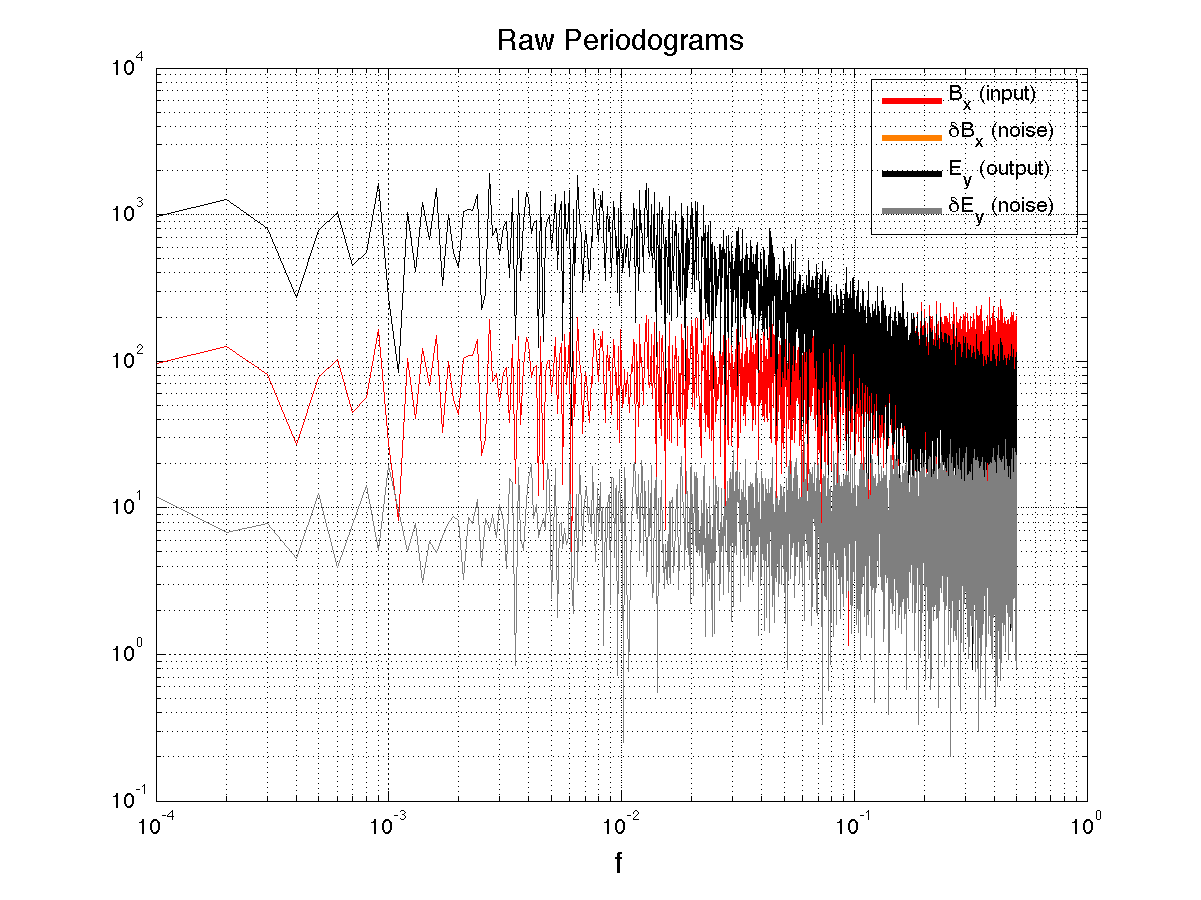 Raw Periodograms
10^4
10^3
10^2
10^1
10^0
10^-1
10^-4 10^-3 10^-2 10^-1 10^0
f
B_x (input)
δB_x (noise)
E_y (output)
δE_y (noise)